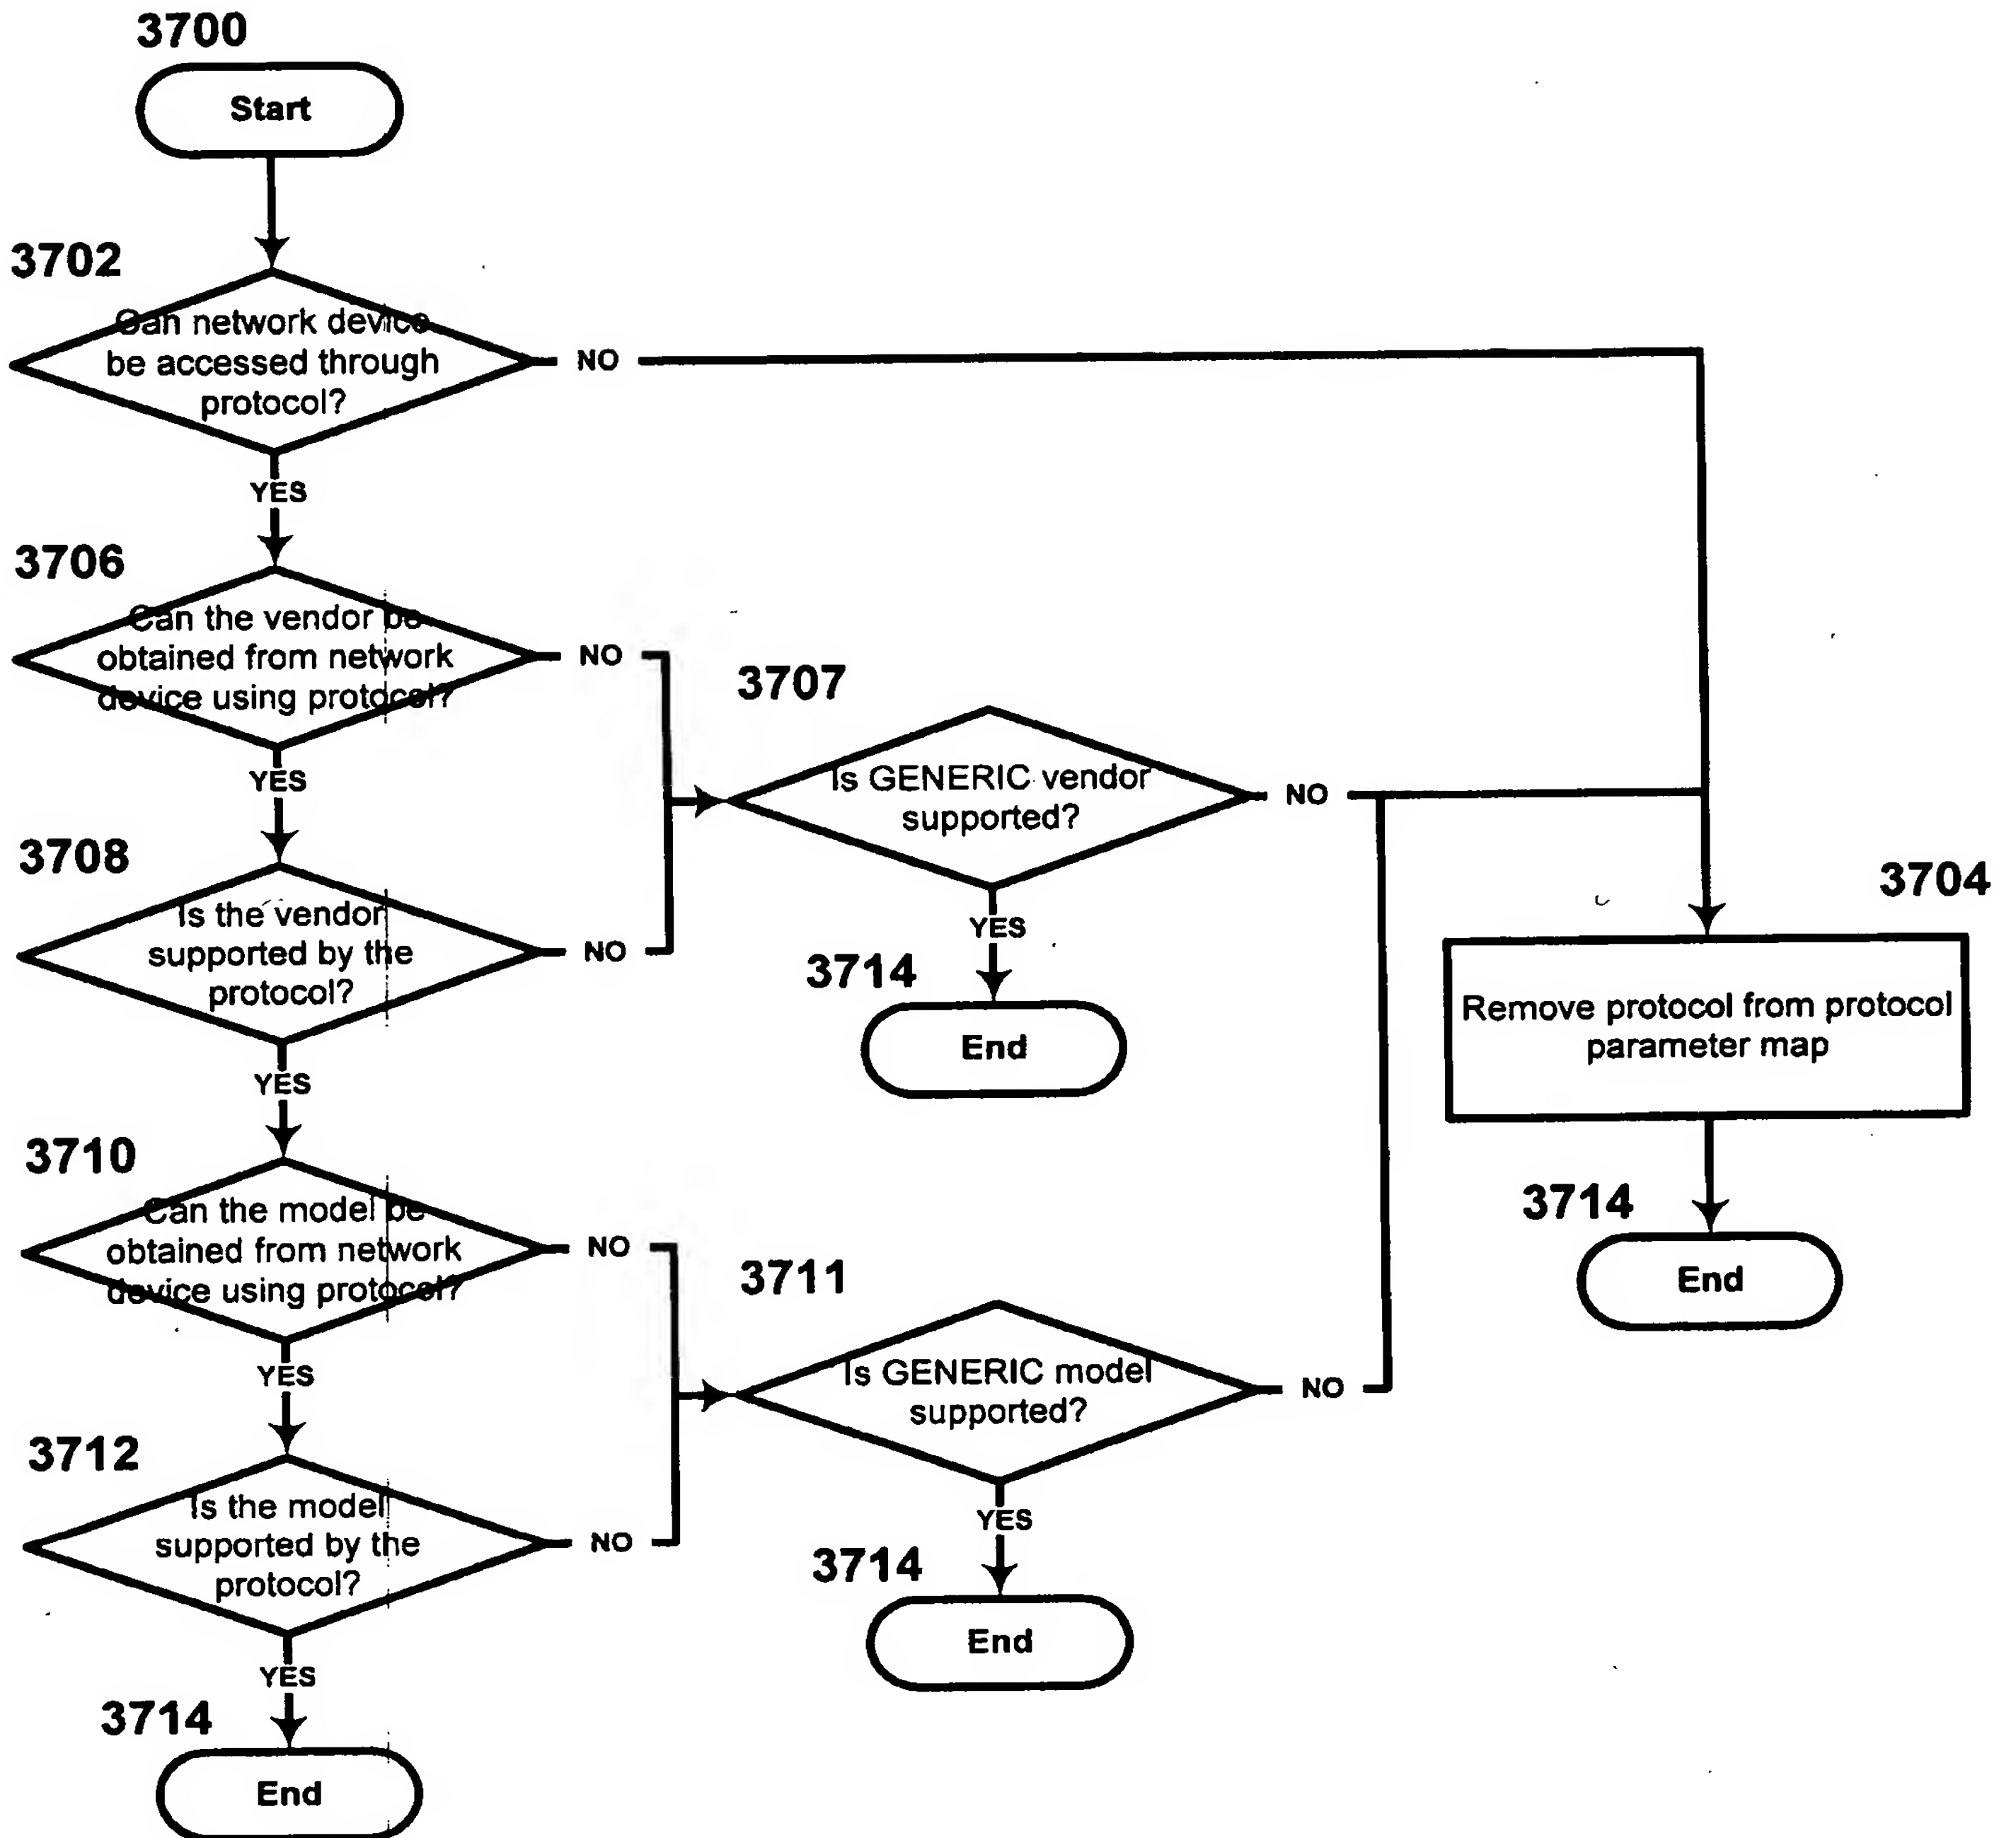 3700
Start
3702
Can network device
be accessed through
protocol?
NO
YES
3706
Can the vendor be
obtained from network
device using protocol?
NO
YES
3707
Is GENERIC vendor
supported?
NO
YES
3714
End
3708
Is the vendor
supported by the
protocol?
NO
YES
3704
Remove protocol from protocol
parameter map
3714
End
3710
Can the model be
obtained from network
device using protocol?
NO
YES
3711
Is GENERIC model
supported?
NO
YES
3714
End
3712
Is the model
supported by the
protocol?
NO
YES
3714
End